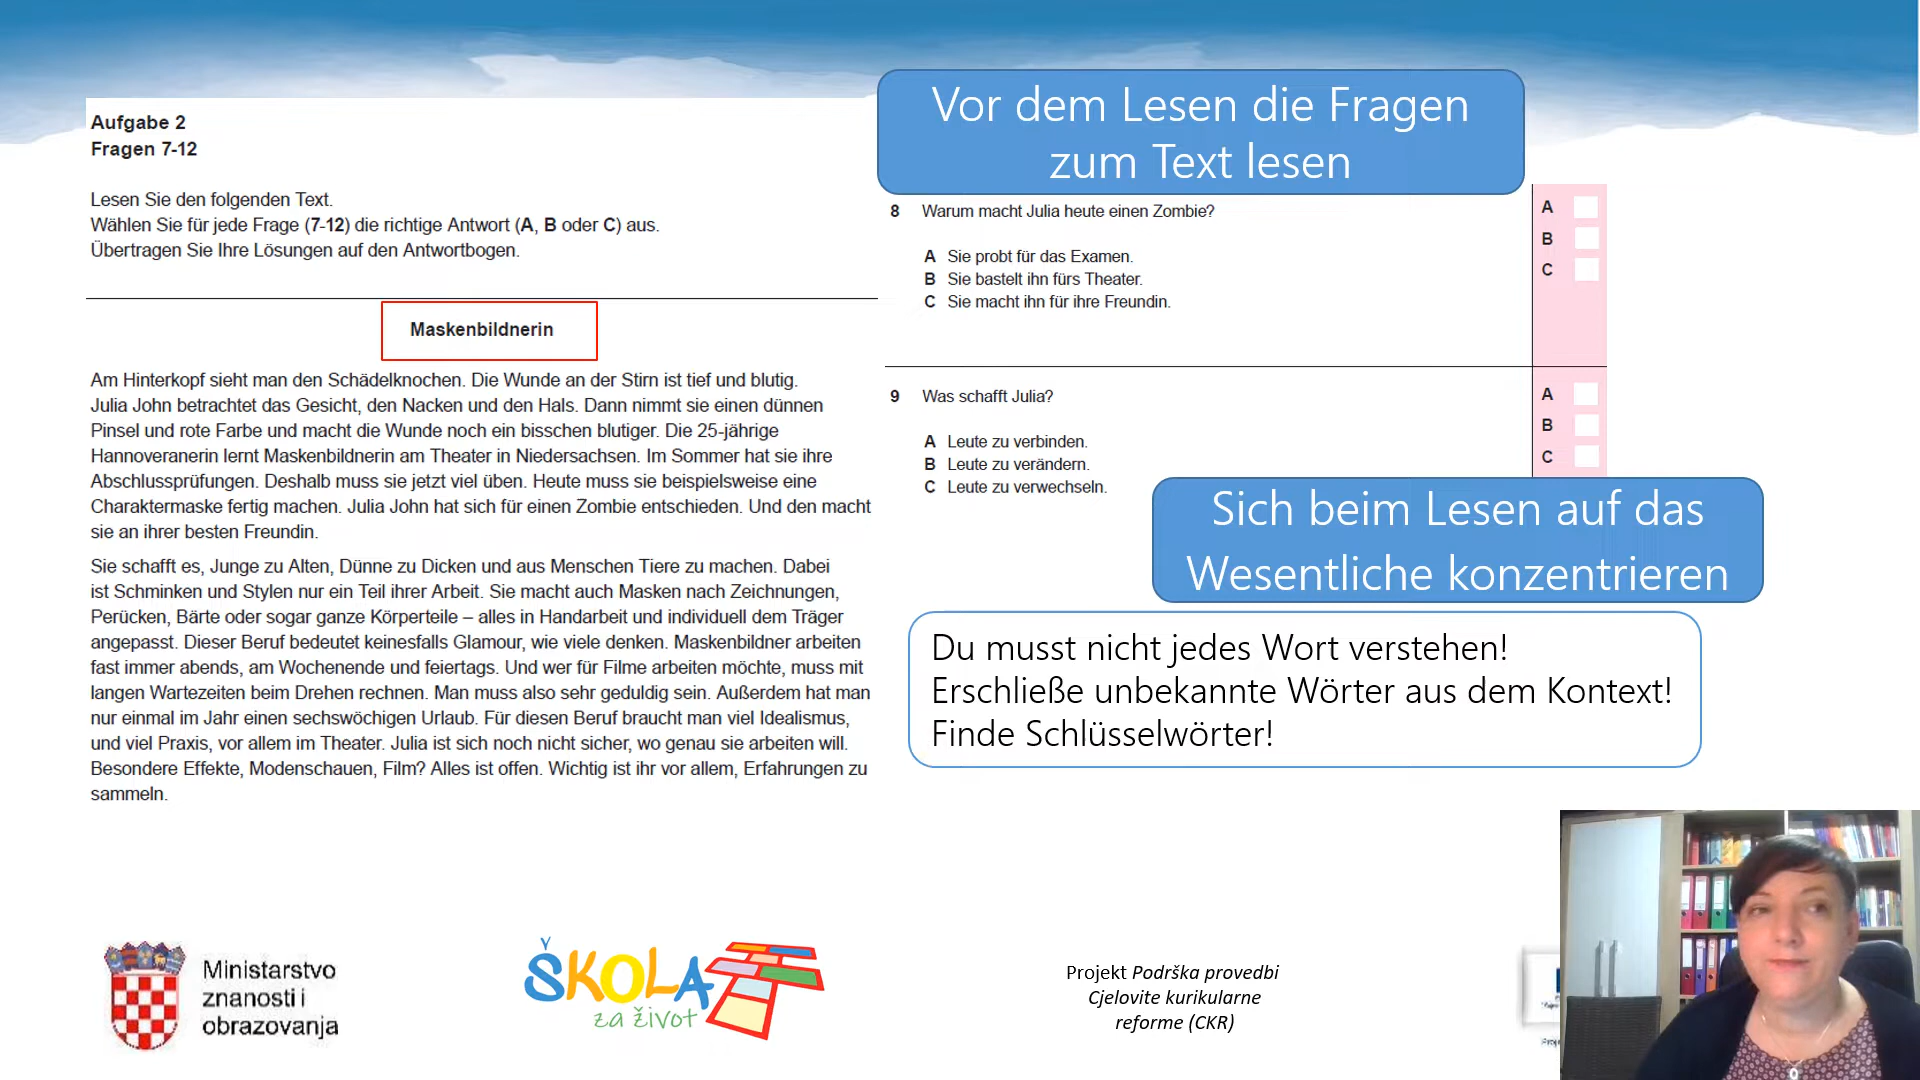 Aufgabe 2
Fragen 7-12
Lesen Sie den folgenden Text.
Wählen Sie für jede Frage (7-12) die richtige Antwort (A, B oder C) aus.
Übertragen Sie Ihre Lösungen auf den Antwortbogen.
Maskenbildnerin
Am Hinterkopf sieht man den Schädelknochen. Die Wunde an der Stirn ist tief und blutig.
Julia John betrachtet das Gesicht, den Nacken und den Hals. Dann nimmt sie einen dünnen
Pinsel und rote Farbe und macht die Wunde noch ein bisschen blutiger. Die 25-jährige
Hannoveranerin lernt Maskenbildnerin am Theater in Niedersachsen. Im Sommer hat sie ihre
Abschlussprüfungen. Deshalb muss sie jetzt viel üben. Heute muss sie beispielsweise eine
Charaktermaske fertig machen. Julia John hat sich für einen Zombie entschieden. Und den macht
sie an ihrer besten Freundin.
Sie schafft es, Junge zu Alten, Dünne zu Dicken und aus Menschen Tiere zu machen. Dabei
ist Schminken und Stylen nur ein Teil ihrer Arbeit. Sie macht auch Masken nach Zeichnungen,
Perücken, Bärte oder sogar ganze Körperteile – alles in Handarbeit und individuell dem Träger
angepasst. Dieser Beruf bedeutet keinesfalls Glamour, wie viele denken. Maskenbildner arbeiten
fast immer abends, am Wochenende und feiertags. Und wer für Filme arbeiten möchte, muss mit
langen Wartezeiten beim Drehen rechnen. Man muss also sehr geduldig sein. Außerdem hat man
nur einmal im Jahr einen sechswöchigen Urlaub. Für diesen Beruf braucht man viel Idealismus,
und viel Praxis, vor allem im Theater. Julia ist sich noch nicht sicher, wo genau sie arbeiten will.
Besondere Effekte, Modenschauen, Film? Alles ist offen. Wichtig ist ihr vor allem, Erfahrungen zu
sammeln.
Vor dem Lesen die Fragen
zum Text lesen
8 Warum macht Julia heute einen Zombie?
A Sie probt für das Examen.
B Sie bastelt ihn fürs Theater.
C Sie macht ihn für ihre Freundin.
A
B
C
9 Was schafft Julia?
A Leute zu verbinden.
B Leute zu verändern.
C Leute zu verwechseln.
A
B
C
Sich beim Lesen auf das
Wesentliche konzentrieren
Du musst nicht jedes Wort verstehen!
Erschließe unbekannte Wörter aus dem Kontext!
Finde Schlüsselwörter!
Ministarstvo
znanosti i
obrazovanja
ŠKOLA
za život
Projekt Podrška provedbi
Cjelovite kurikularne
reforme (CKR)